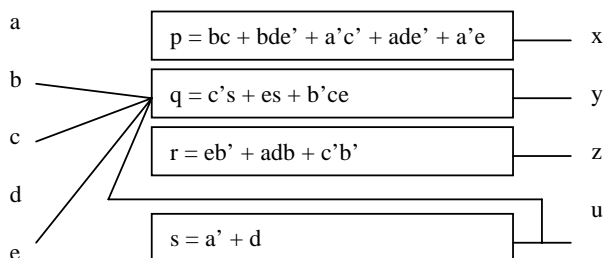 a
p = bc + bde’ + a’c’ + ade’ + a’e
x
b
q = c’s + es + b’ce
y
c
r = eb’ + adb + c’b’
z
d
u
e
s = a’ + d